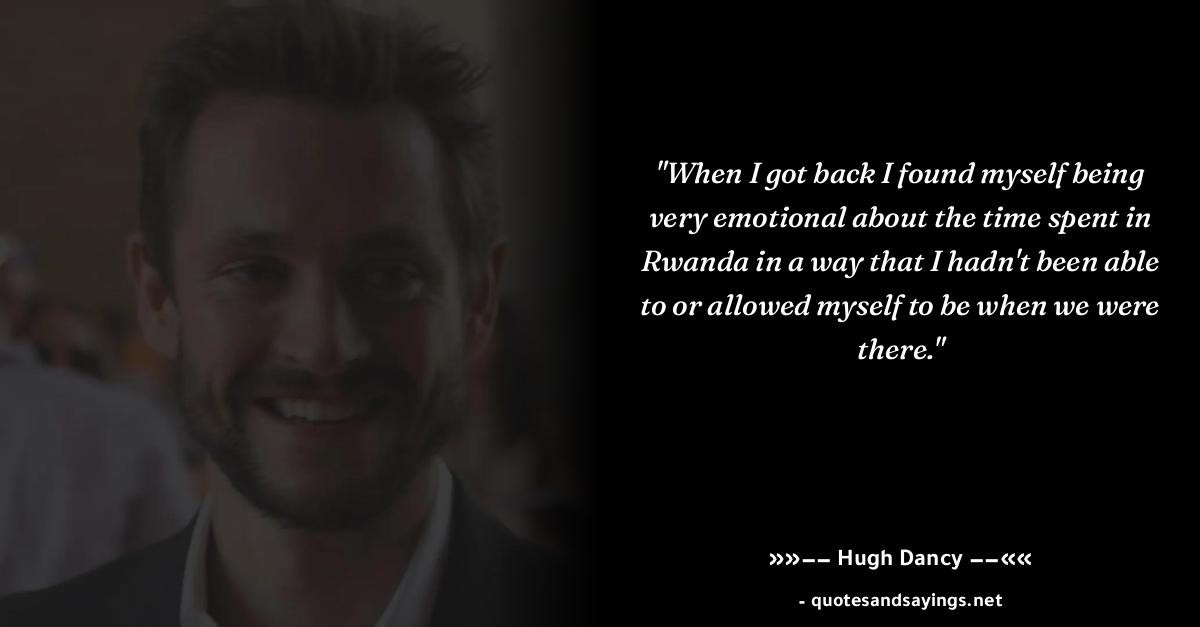 "When I got back I found myself being
very emotional about the time spent in
Rwanda in a way that I hadn't been able
to or allowed myself to be when we were
there."
»»−− Hugh Dancy −−««
- quotesandsayings.net